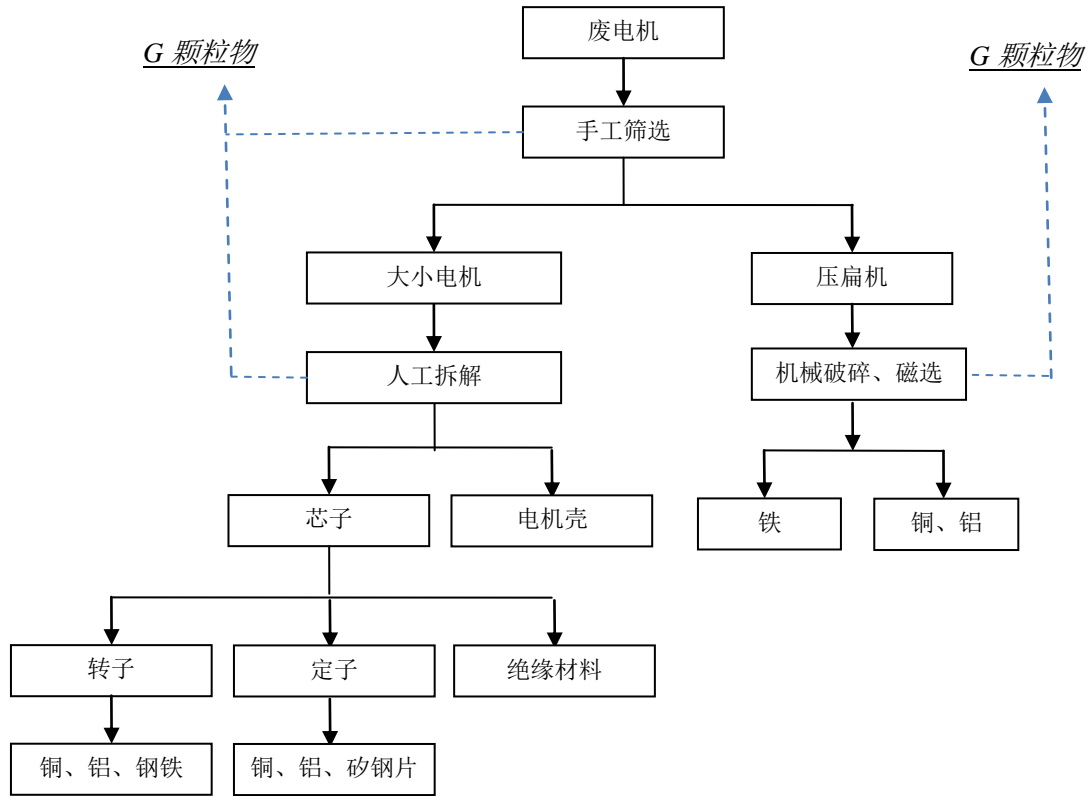 废电机
G 颗粒物
G 颗粒物
手工筛选
大小电机
压扁机
人工拆解
机械破碎、磁选
芯子
电机壳
铁
铜、铝
转子
定子
绝缘材料
铜、铝、钢铁
铜、铝、矽钢片